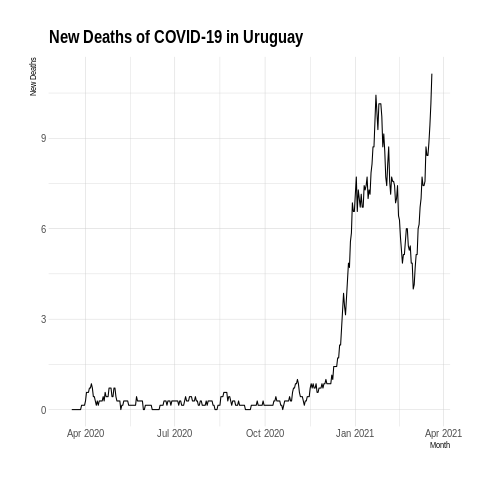 New Deaths of COVID-19 in Uruguay
New Deaths
9
6
3
0
Apr 2020 Jul 2020 Oct 2020 Jan 2021 Apr 2021
Month